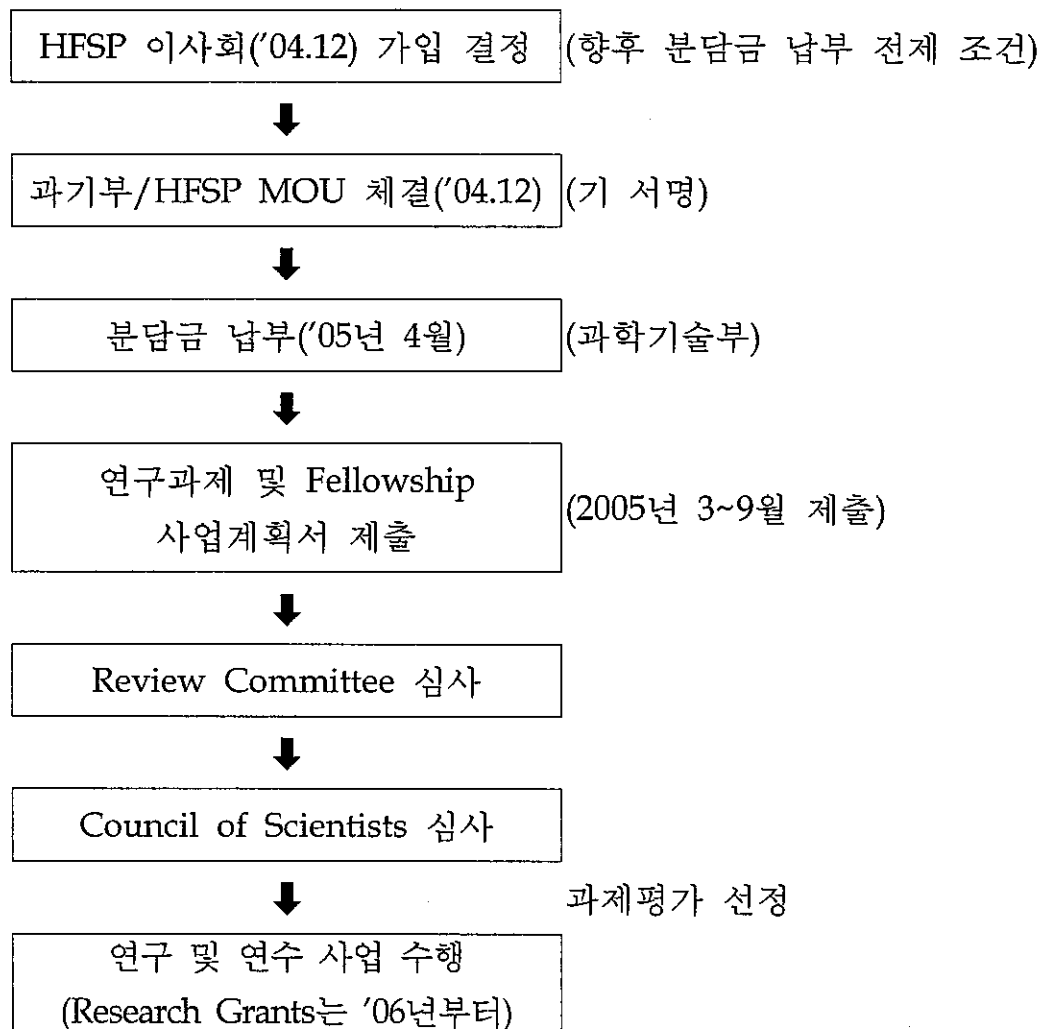 HFSP 이사회('04.12) 가입 결정 (향후 분담금 납부 전제 조건)
과기부/HFSP MOU 체결('04.12) (기 서명)
분담금 납부('05년 4월) (과학기술부)
연구과제 및 Fellowship
사업계획서 제출
(2005년 3~9월 제출)
Review Committee 심사
Council of Scientists 심사
과제평가 선정
연구 및 연수 사업 수행
(Research Grants는 '06년부터)